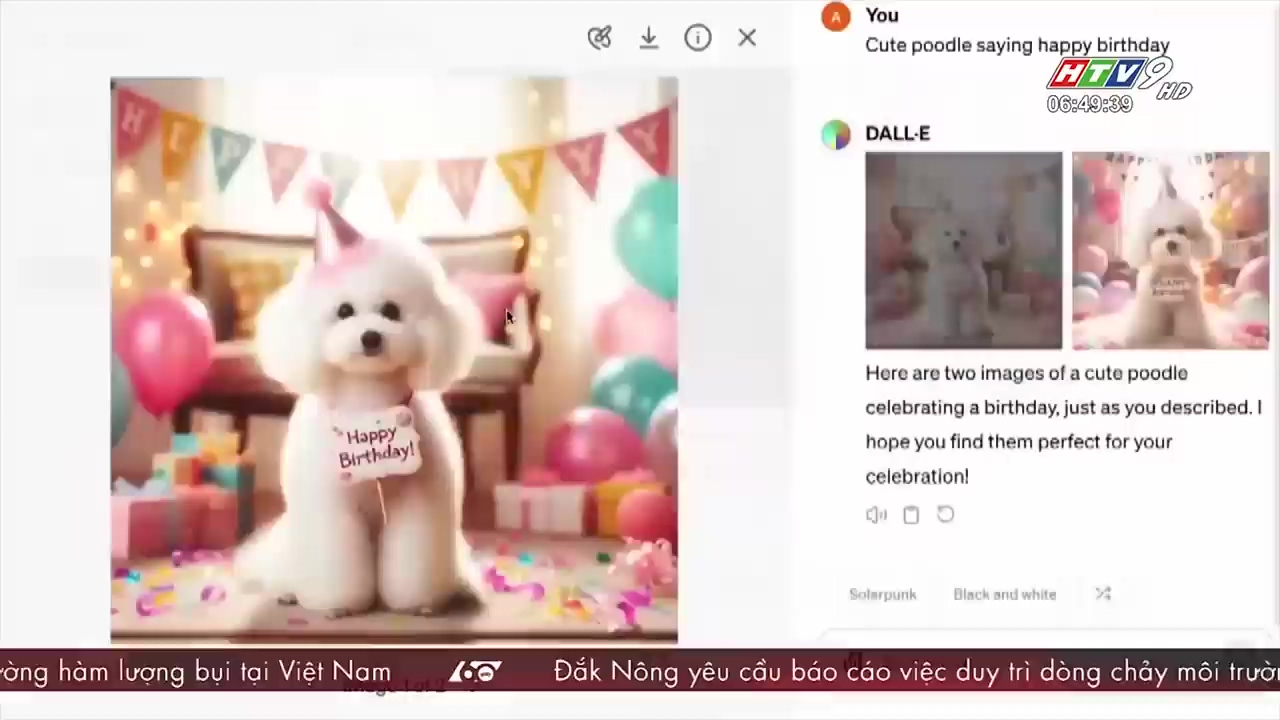 You
Cute poodle saying happy birthday
HTV9 HD
06:49:39
DALL·E
Happy
Birthday!
Here are two images of a cute poodle
celebrating a birthday, just as you described. I
hope you find them perfect for your
celebration!
Solarpunk
Black and white
ường hàm lượng bụi tại Việt Nam
60
Đắk Nông yêu cầu báo cáo việc duy trì dòng chảy môi trườn